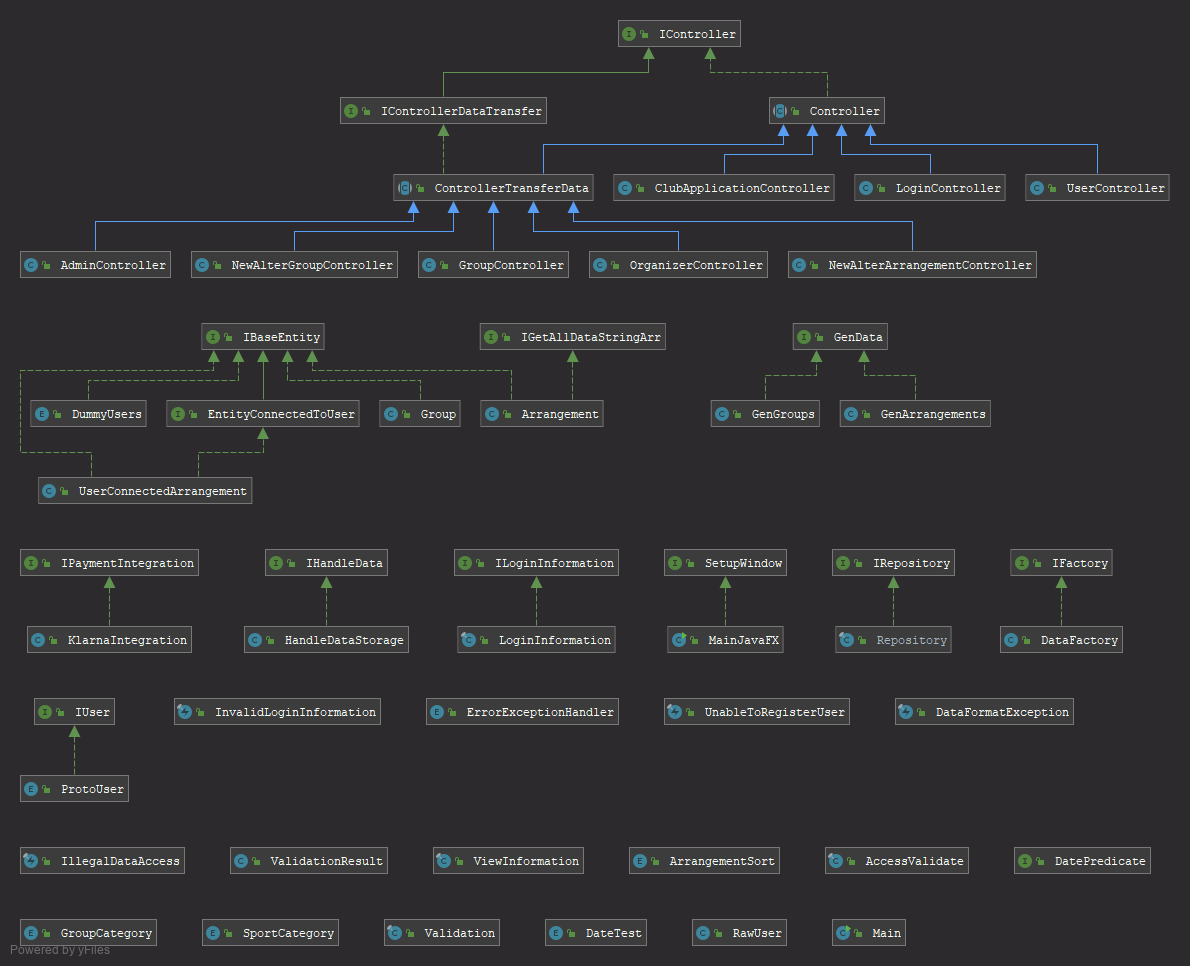 IController
IControllerDataTransfer
Controller
ControllerTransferData
ClubApplicationController
LoginController
UserController
AdminController
NewAlterGroupController
GroupController
OrganizerController
NewAlterArrangementController
IBaseEntity
IGetAllDataStringArr
GenData
DummyUsers
EntityConnectedToUser
Group
Arrangement
GenGroups
GenArrangements
UserConnectedArrangement
IPaymentIntegration
IHandleData
ILoginInformation
SetupWindow
IRepository
IFactory
KlarnaIntegration
HandleDataStorage
LoginInformation
MainJavaFX
Repository
DataFactory
IUser
InvalidLoginInformation
ErrorExceptionHandler
UnableToRegisterUser
DataFormatException
ProtoUser
IllegalDataAccess
ValidationResult
ViewInformation
ArrangementSort
AccessValidate
DatePredicate
GroupCategory
SportCategory
Validation
DateTest
RawUser
Main
Powered by yFiles